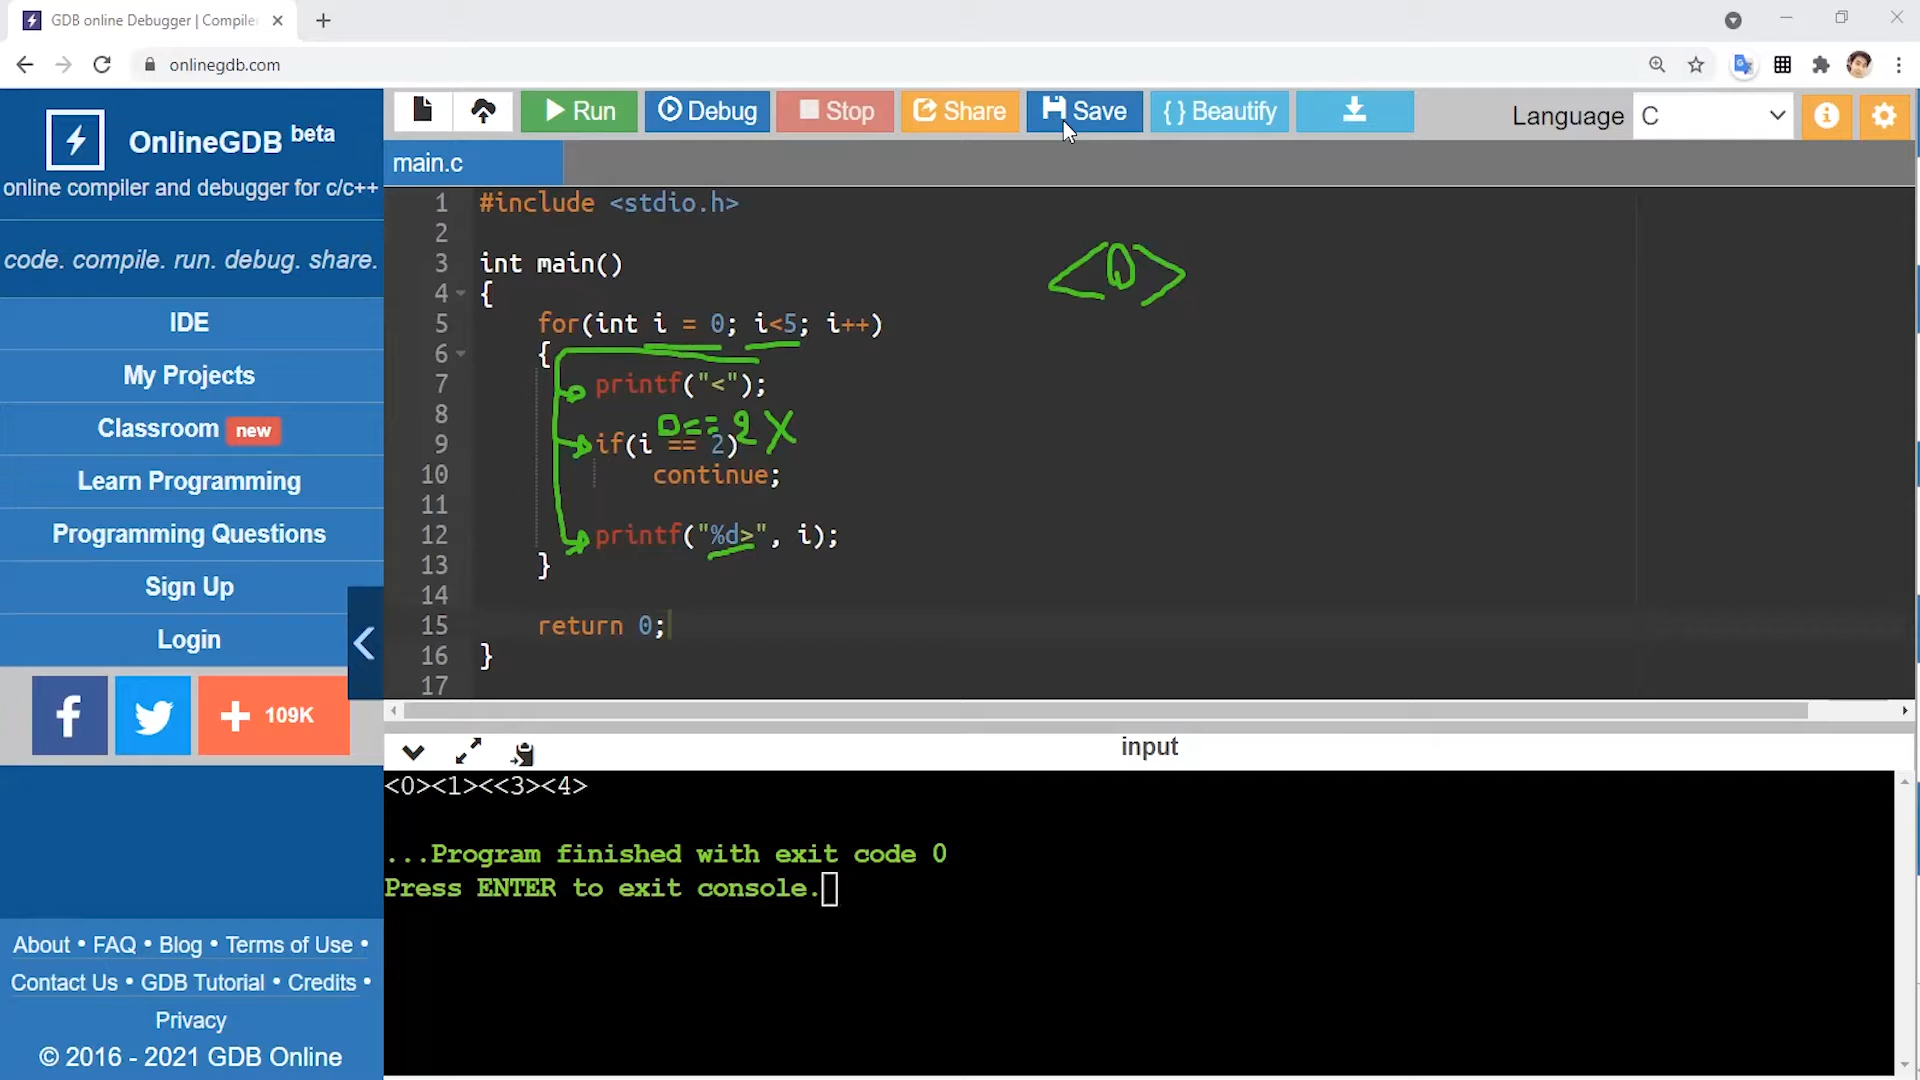 GDB online Debugger | Compiler
onlinegdb.com
OnlineGDB beta
online compiler and debugger for c/c++
code. compile. run. debug. share.
IDE
My Projects
Classroom new
Learn Programming
Programming Questions
Sign Up
Login
109K
About • FAQ • Blog • Terms of Use •
Contact Us • GDB Tutorial • Credits •
Privacy
© 2016 - 2021 GDB Online
Run Debug Stop Share Save {} Beautify Language C
main.c
1 #include <stdio.h>
2
3 int main()
4 {
5 for(int i = 0; i<5; i++)
6 {
7 printf("<");
8
0 == 2 X
9 if(i == 2)
10 continue;
11
12 printf("%d>", i);
13 }
14
15 return 0;
16 }
17
<0>
input
<0><1><<3><4>
...Program finished with exit code 0
Press ENTER to exit console.